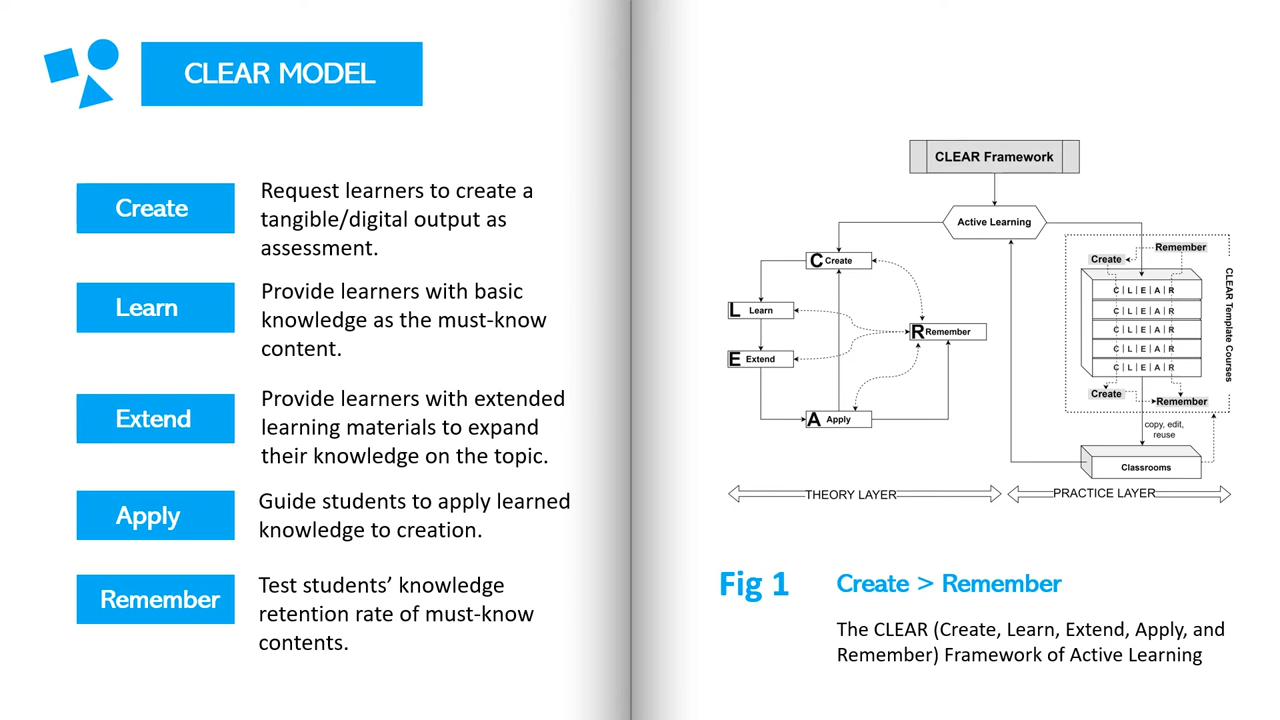 CLEAR MODEL
Create
Request learners to create a
tangible/digital output as
assessment.
Learn
Provide learners with basic
knowledge as the must-know
content.
Extend
Provide learners with extended
learning materials to expand
their knowledge on the topic.
Apply
Guide students to apply learned
knowledge to creation.
Remember
Test students’ knowledge
retention rate of must-know
contents.
CLEAR Framework
Active Learning
C Create
L Learn
E Extend
A Apply
R Remember
Remember
Create
C | L | E | A | R
C | L | E | A | R
C | L | E | A | R
C | L | E | A | R
C | L | E | A | R
Create
Remember
CLEAR Template Courses
copy, edit,
reuse
Classrooms
THEORY LAYER
PRACTICE LAYER
Fig 1
Create > Remember
The CLEAR (Create, Learn, Extend, Apply, and
Remember) Framework of Active Learning